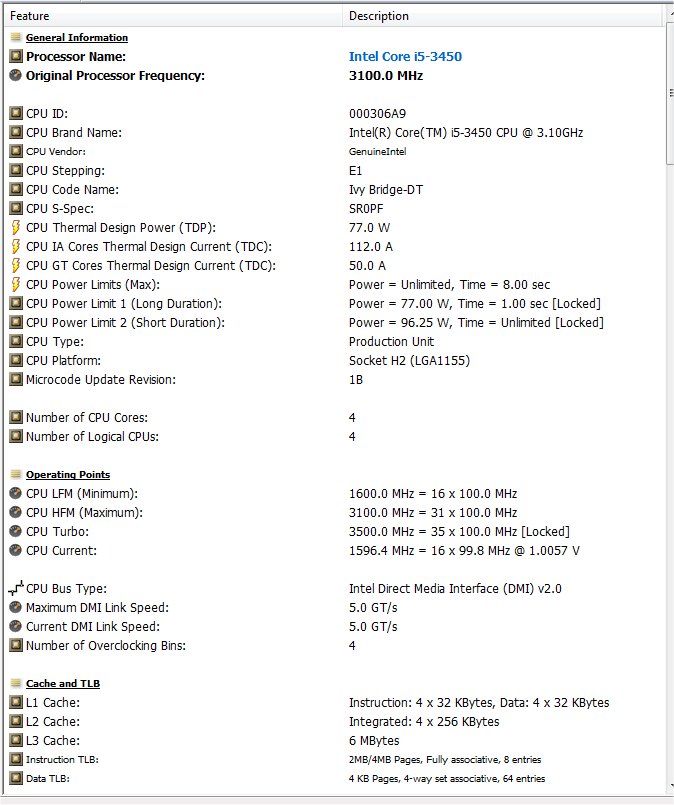 Feature Description
General Information
Processor Name: Intel Core i5-3450
Original Processor Frequency: 3100.0 MHz
CPU ID: 000306A9
CPU Brand Name: Intel(R) Core(TM) i5-3450 CPU @ 3.10GHz
CPU Vendor: GenuineIntel
CPU Stepping: E1
CPU Code Name: Ivy Bridge-DT
CPU S-Spec: SR0PF
CPU Thermal Design Power (TDP): 77.0 W
CPU IA Cores Thermal Design Current (TDC): 112.0 A
CPU GT Cores Thermal Design Current (TDC): 50.0 A
CPU Power Limits (Max): Power = Unlimited, Time = 8.00 sec
CPU Power Limit 1 (Long Duration): Power = 77.00 W, Time = 1.00 sec [Locked]
CPU Power Limit 2 (Short Duration): Power = 96.25 W, Time = Unlimited [Locked]
CPU Type: Production Unit
CPU Platform: Socket H2 (LGA1155)
Microcode Update Revision: 1B
Number of CPU Cores: 4
Number of Logical CPUs: 4
Operating Points
CPU LFM (Minimum): 1600.0 MHz = 16 x 100.0 MHz
CPU HFM (Maximum): 3100.0 MHz = 31 x 100.0 MHz
CPU Turbo: 3500.0 MHz = 35 x 100.0 MHz [Locked]
CPU Current: 1596.4 MHz = 16 x 99.8 MHz @ 1.0057 V
CPU Bus Type: Intel Direct Media Interface (DMI) v2.0
Maximum DMI Link Speed: 5.0 GT/s
Current DMI Link Speed: 5.0 GT/s
Number of Overclocking Bins: 4
Cache and TLB
L1 Cache: Instruction: 4 x 32 KBytes, Data: 4 x 32 KBytes
L2 Cache: Integrated: 4 x 256 KBytes
L3 Cache: 6 MBytes
Instruction TLB: 2MB/4MB Pages, Fully associative, 8 entries
Data TLB: 4 KB Pages, 4-way set associative, 64 entries